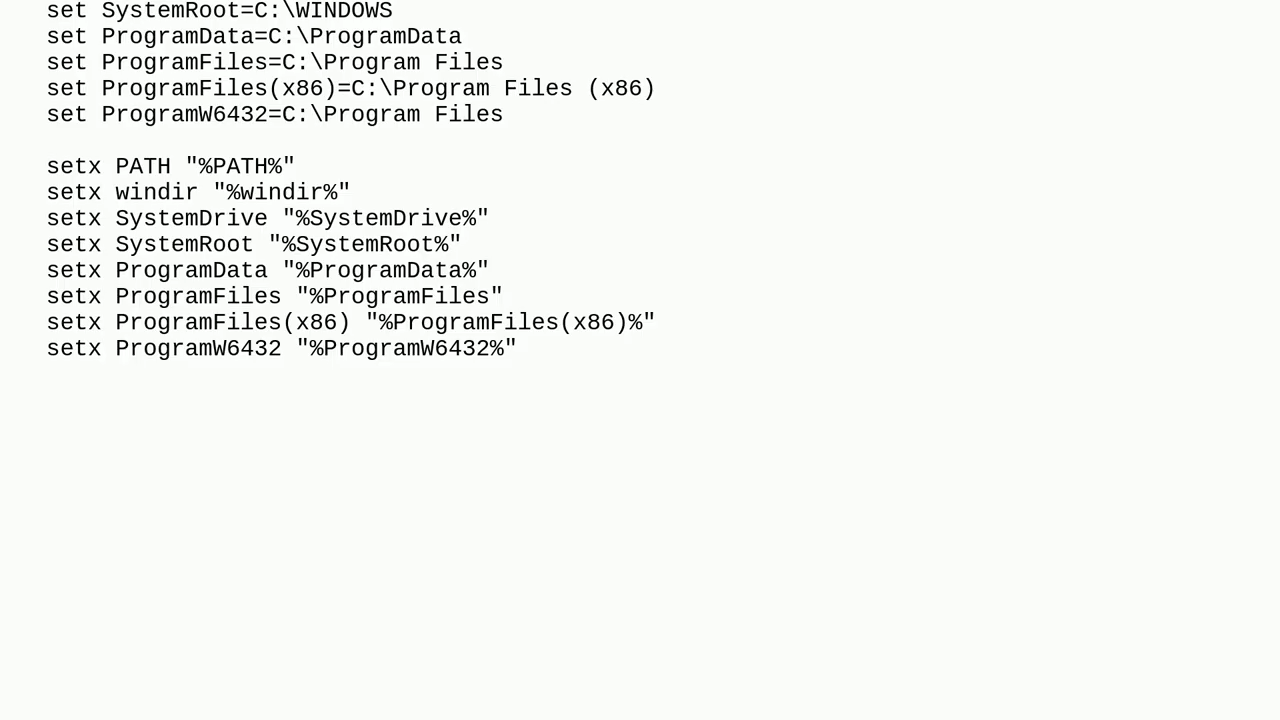 set SystemRoot=C:\WINDOWS
set ProgramData=C:\ProgramData
set ProgramFiles=C:\Program Files
set ProgramFiles(x86)=C:\Program Files (x86)
set ProgramW6432=C:\Program Files
setx PATH "%PATH%"
setx windir "%windir%"
setx SystemDrive "%SystemDrive%"
setx SystemRoot "%SystemRoot%"
setx ProgramData "%ProgramData%"
setx ProgramFiles "%ProgramFiles"
setx ProgramFiles(x86) "%ProgramFiles(x86)%"
setx ProgramW6432 "%ProgramW6432%"